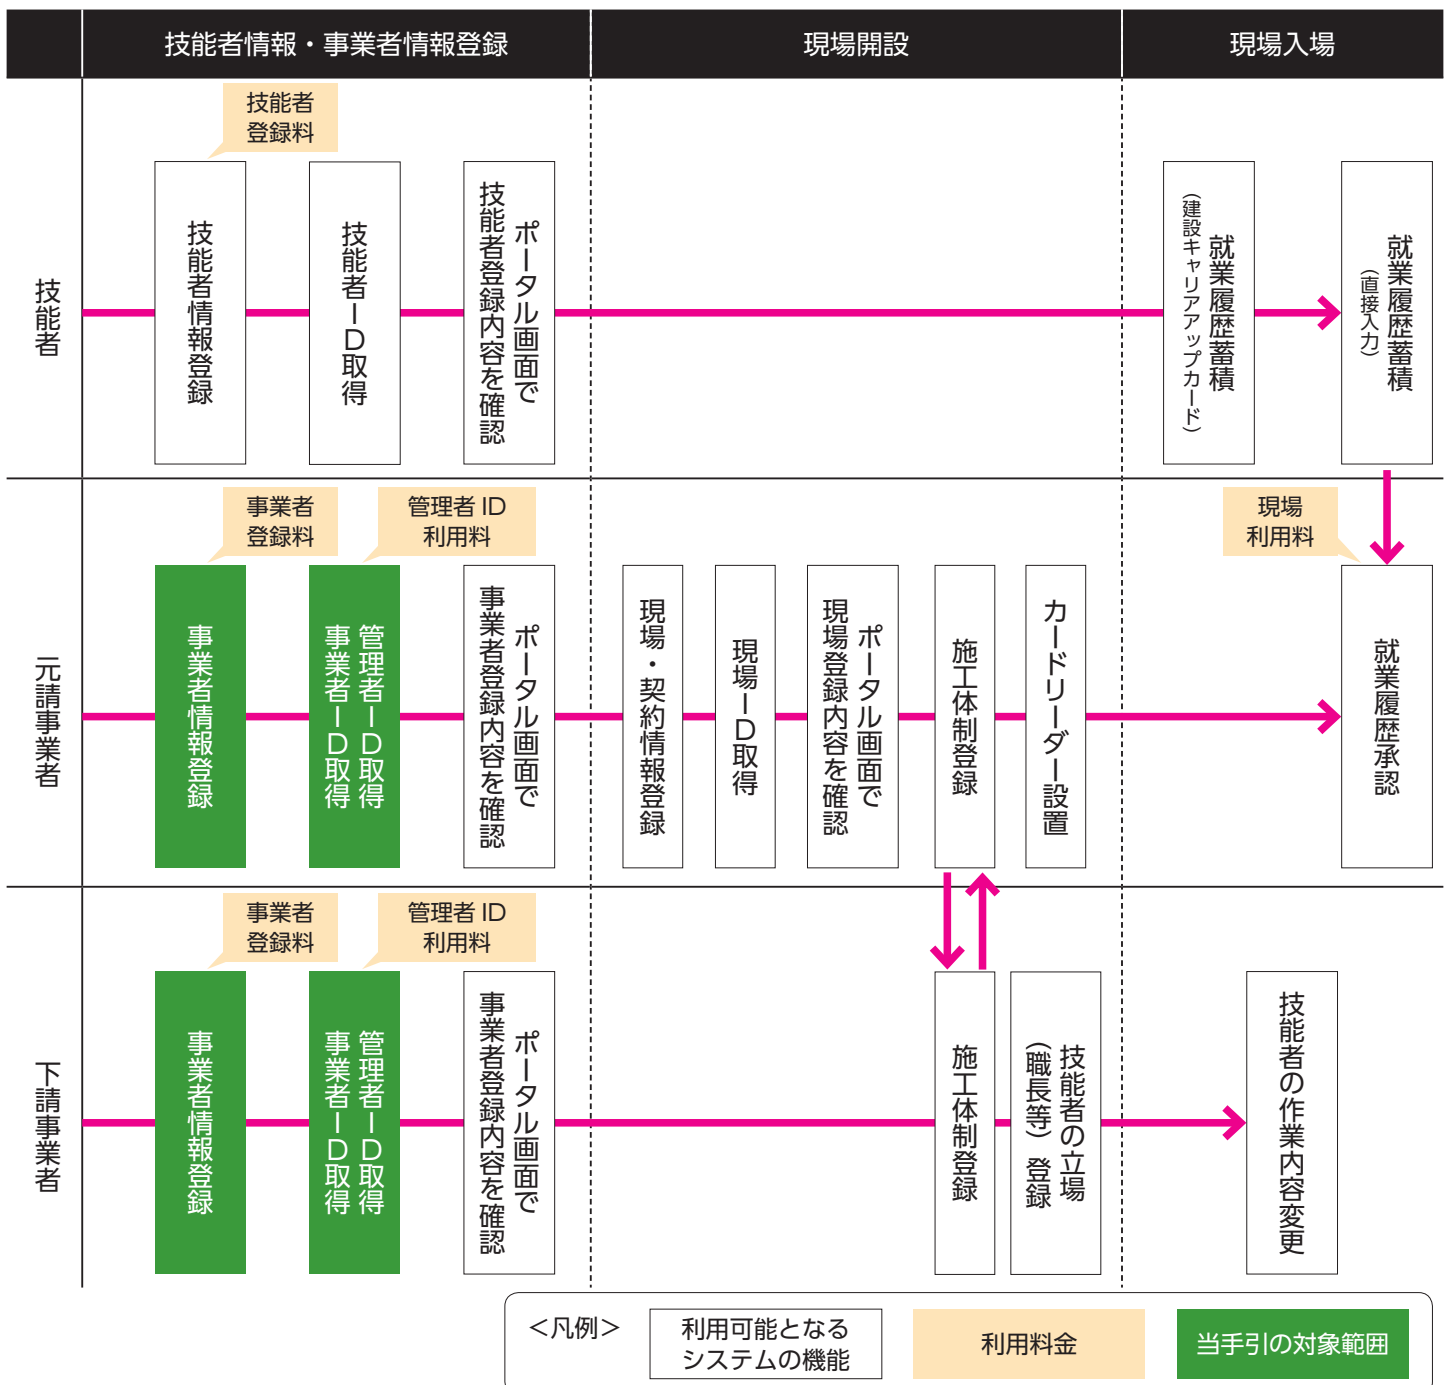 技能者情報・事業者情報登録
現場開設
現場入場
技能者
技能者
登録料
技能者情報登録
技能者ID取得
ポータル画面で
技能者登録内容を確認
就業履歴蓄積
（建設キャリアアップカード）
就業履歴蓄積
（直接入力）
元請事業者
事業者
登録料
管理者 ID
利用料
現場
利用料
事業者情報登録
管理者ID取得
事業者ID取得
ポータル画面で
事業者登録内容を確認
現場・契約情報登録
現場ID取得
ポータル画面で
現場登録内容を確認
施工体制登録
カードリーダー設置
就業履歴承認
下請事業者
事業者
登録料
管理者 ID
利用料
事業者情報登録
管理者ID取得
事業者ID取得
ポータル画面で
事業者登録内容を確認
施工体制登録
技能者の立場
（職長等）登録
技能者の作業内容変更
＜凡例＞
利用可能となる
システムの機能
利用料金
当手引の対象範囲